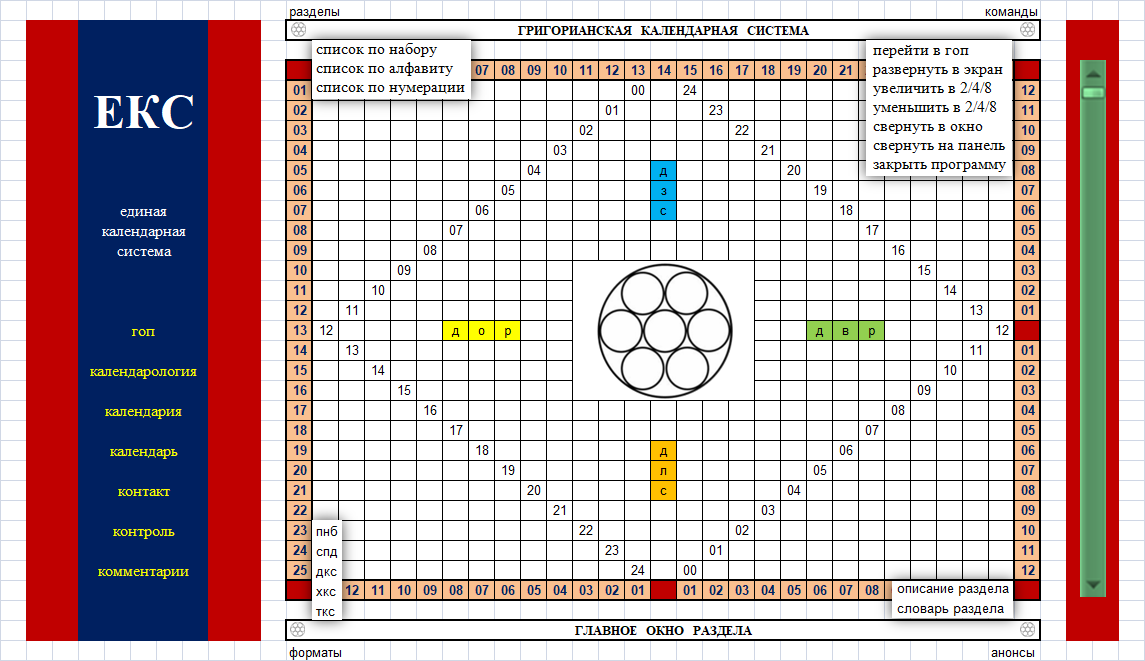 ЕКС
единая
календарная
система
гоп
календарология
календария
календарь
контакт
контроль
комментарии
разделы
команды
ГРИГОРИАНСКАЯ КАЛЕНДАРНАЯ СИСТЕМА
список по набору
список по алфавиту
список по нумерации
перейти в гоп
развернуть в экран
увеличить в 2/4/8
уменьшить в 2/4/8
свернуть в окно
свернуть на панель
закрыть программу
07 08 09 10 11 12 13 14 15 16 17 18 19 20 21
01 00 24 12
02 01 23 11
03 02 22 10
04 03 21 09
05 04 д 20 08
06 05 з 19 07
07 06 с 18 06
08 07 17 05
09 08 16 04
10 09 15 03
11 10 14 02
12 11 13 01
13 12 д о р д в р 12
14 13 11 01
15 14 10 02
16 15 09 03
17 16 08 04
18 17 07 05
19 18 д 06 06
20 19 л 05 07
21 20 с 04 08
22 21 03 09
23 22 02 10
24 23 01 11
25 24 00 12
12 11 10 09 08 07 06 05 04 03 02 01 01 02 03 04 05 06 07 08
пнб
спд
дкс
хкс
ткс
описание раздела
словарь раздела
ГЛАВНОЕ ОКНО РАЗДЕЛА
форматы
анонсы